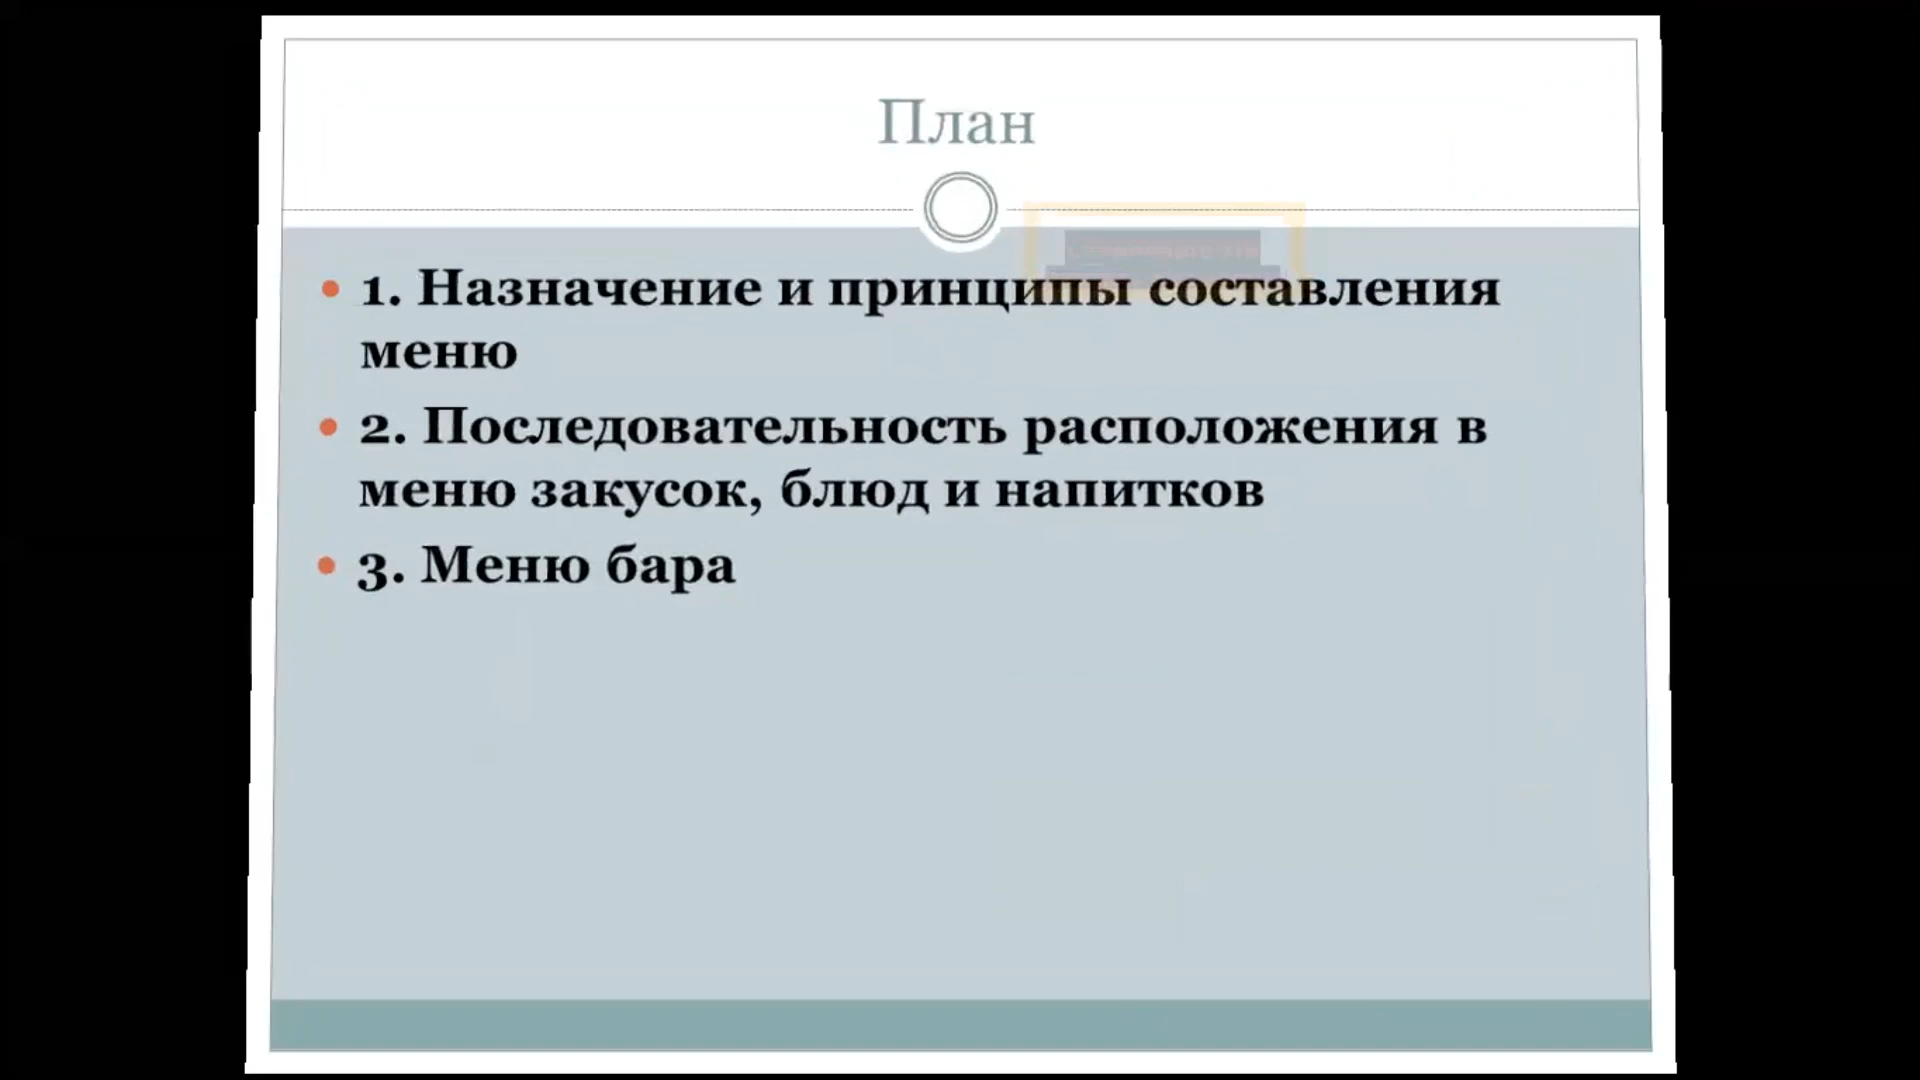 План
1. Назначение и принципы составления
меню
2. Последовательность расположения в
меню закусок, блюд и напитков
3. Меню бара